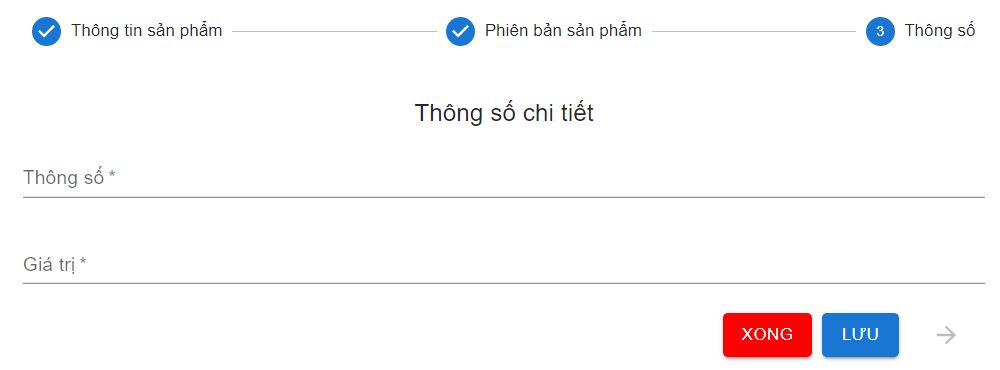 Thông tin sản phẩm
Phiên bản sản phẩm
3 Thông số
Thông số chi tiết
Thông số *
Giá trị *
XONG
LƯU